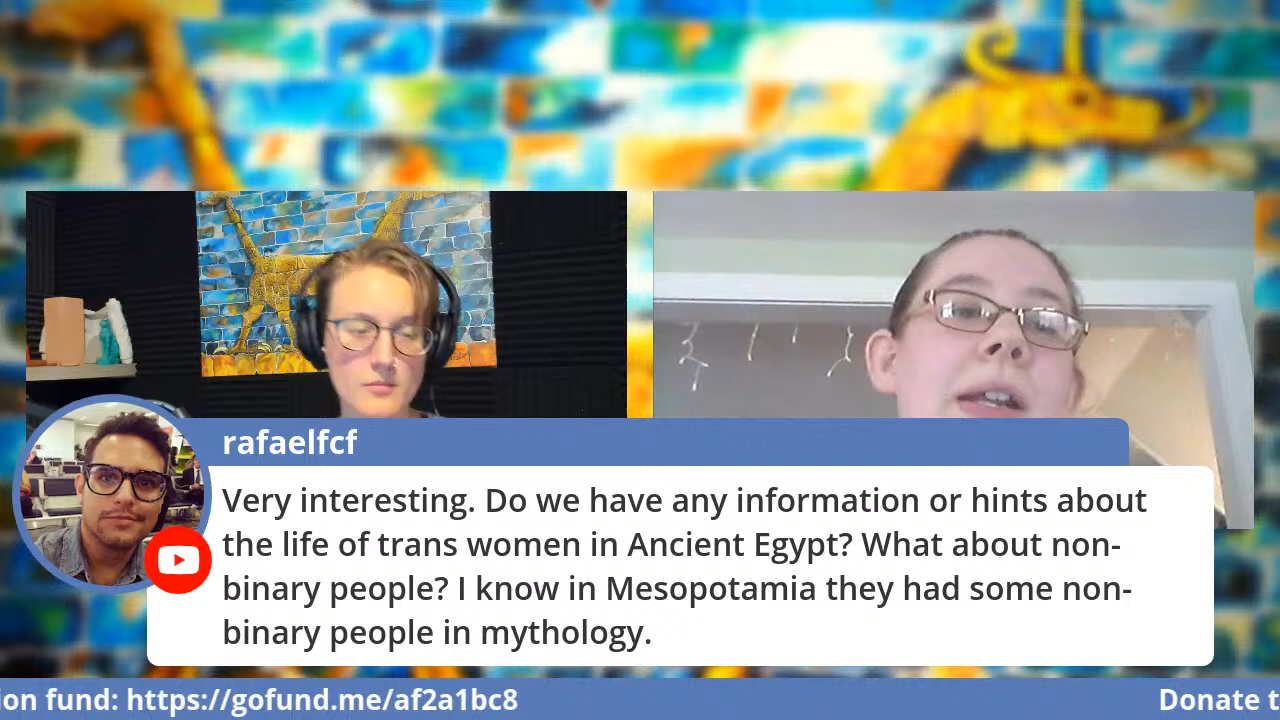 rafaelfcf
Very interesting. Do we have any information or hints about
the life of trans women in Ancient Egypt? What about non-
binary people? I know in Mesopotamia they had some non-
binary people in mythology.
ion fund: https://gofund.me/af2a1bc8 Donate t